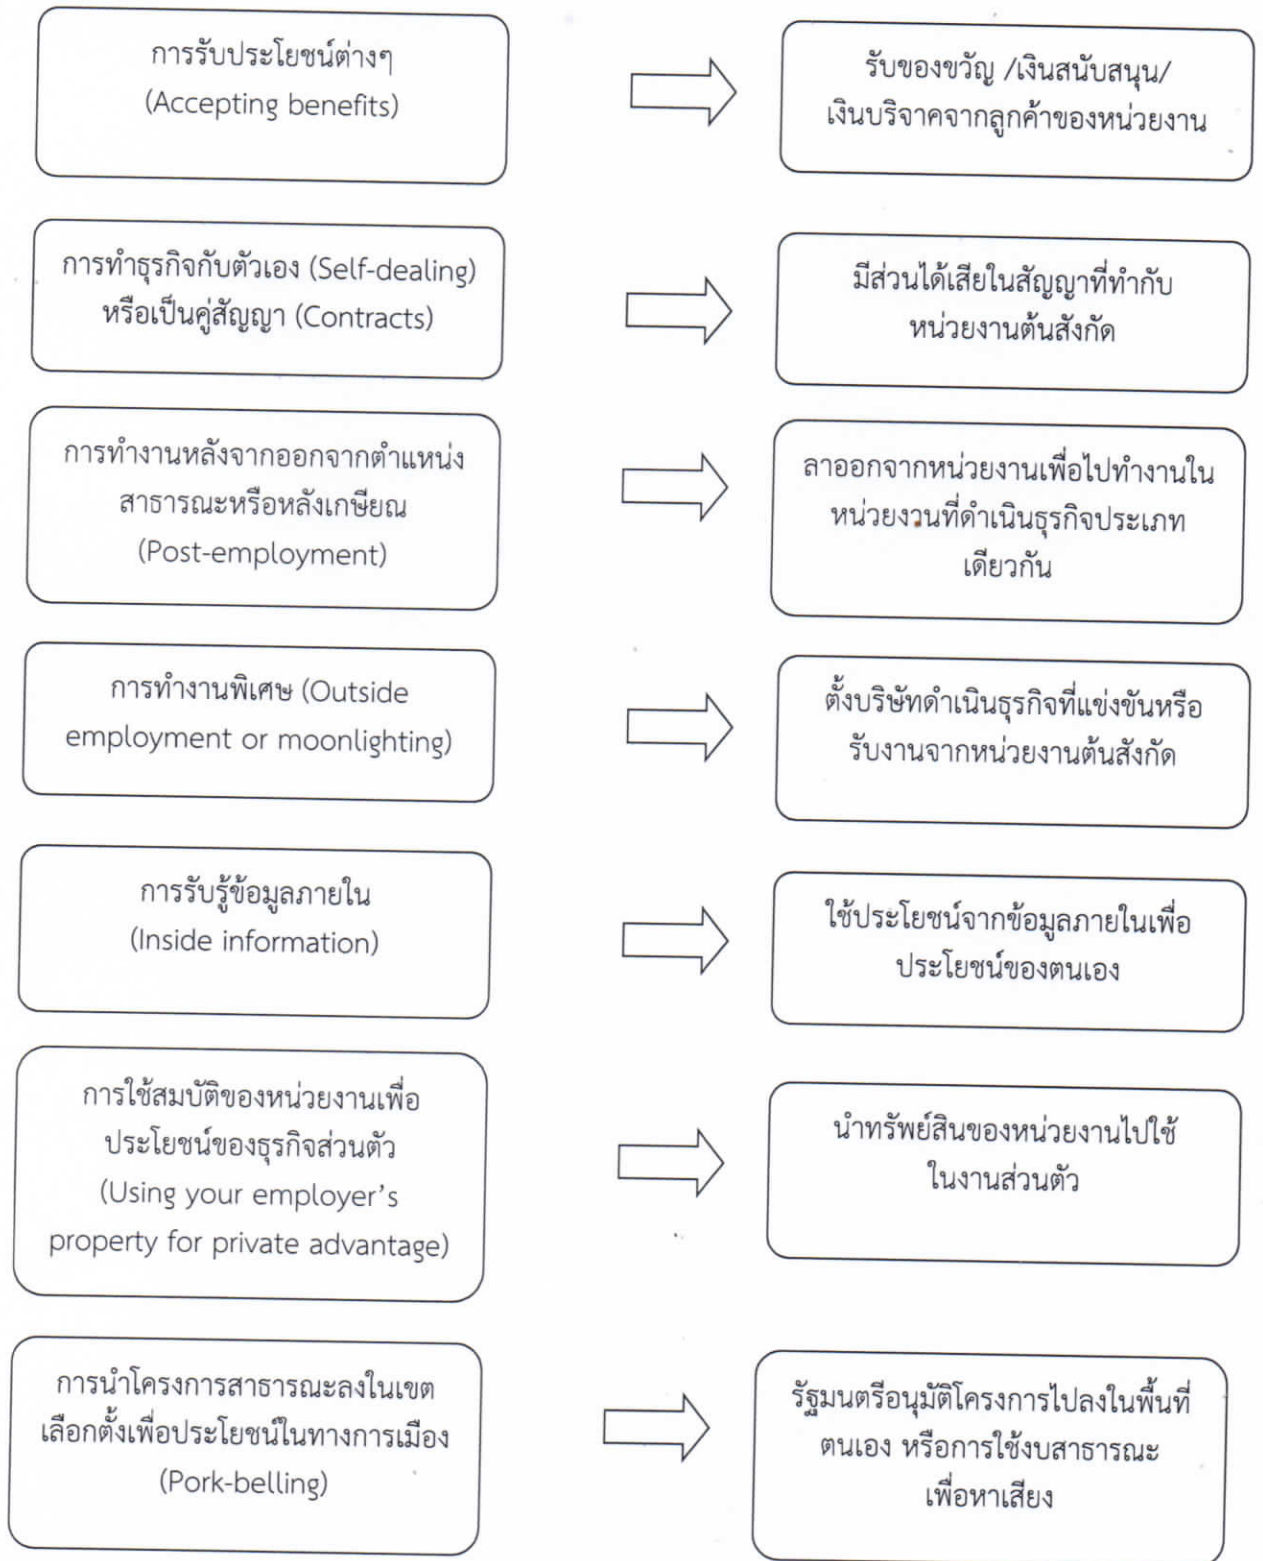 การรับประโยชน์ต่างๆ
(Accepting benefits)
รับของขวัญ /เงินสนับสนุน/
เงินบริจาคจากลูกค้าของหน่วยงาน
การทำธุรกิจกับตัวเอง (Self-dealing)
หรือเป็นคู่สัญญา (Contracts)
มีส่วนได้เสียในสัญญาที่ทำกับ
หน่วยงานต้นสังกัด
การทำงานหลังจากออกจากตำแหน่ง
สาธารณะหรือหลังเกษียณ
(Post-employment)
ลาออกจากหน่วยงานเพื่อไปทำงานใน
หน่วยงานที่ดำเนินธุรกิจประเภท
เดียวกัน
การทำงานพิเศษ (Outside
employment or moonlighting)
ตั้งบริษัทดำเนินธุรกิจที่แข่งขันหรือ
รับงานจากหน่วยงานต้นสังกัด
การรับรู้ข้อมูลภายใน
(Inside information)
ใช้ประโยชน์จากข้อมูลภายในเพื่อ
ประโยชน์ของตนเอง
การใช้สมบัติของหน่วยงานเพื่อ
ประโยชน์ของธุรกิจส่วนตัว
(Using your employer's
property for private advantage)
นำทรัพย์สินของหน่วยงานไปใช้
ในงานส่วนตัว
การนำโครงการสาธารณะลงในเขต
เลือกตั้งเพื่อประโยชน์ในทางการเมือง
(Pork-belling)
รัฐมนตรีอนุมัติโครงการไปลงในพื้นที่
ตนเอง หรือการใช้งบสาธารณะ
เพื่อหาเสียง